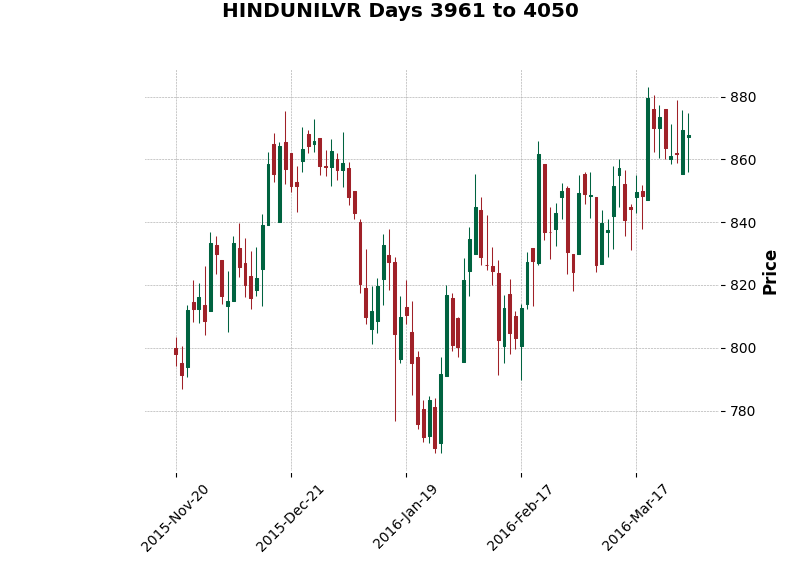 HINDUNILVR Days 3961 to 4050
880
860
840
820
800
780
Price
2015-Nov-20
2015-Dec-21
2016-Jan-19
2016-Feb-17
2016-Mar-17